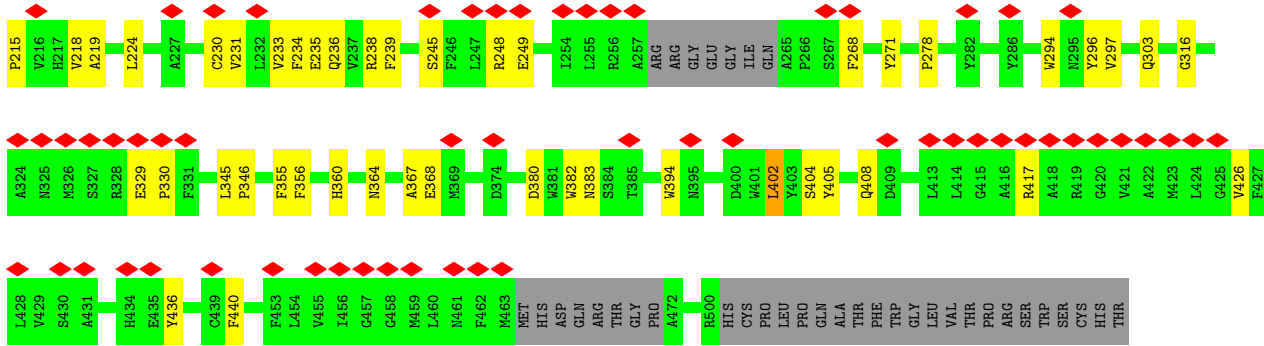 P215 V216 H217 V218 A219 L224 A227 C230 V231 L232 V233 F234 E235 Q236 V237 R238 F239 S245 F246 L247 R248 E249 I254 L255 R256 A257 ARG ARG GLY GLU GLY ILE GLN A265 P266 S267 F268 Y271 P278 Y282 Y286 W294 N295 Y296 V297 Q303 G316
A324 N325 M326 S327 R328 E329 P330 F331 L345 P346 F355 F356 H360 N364 A367 E368 M369 D374 D380 W381 W382 N383 S384 T385 W394 N395 D400 W401 L402 Y403 S404 Y405 Q408 D409 L413 L414 G415 A416 R417 A418 R419 G420 V421 A422 M423 L424 G425 V426 F427
L428 V429 S430 A431 H434 E435 Y436 C439 F440 F453 L454 V455 I456 G457 G458 M459 L460 N461 F462 M463 MET HIS ASP GLN ARG THR GLY PRO A472 R500 HIS CYS PRO LEU PRO GLN ALA THR PHE TRP GLY LEU VAL THR PRO ARG SER TRP SER CYS HIS THR